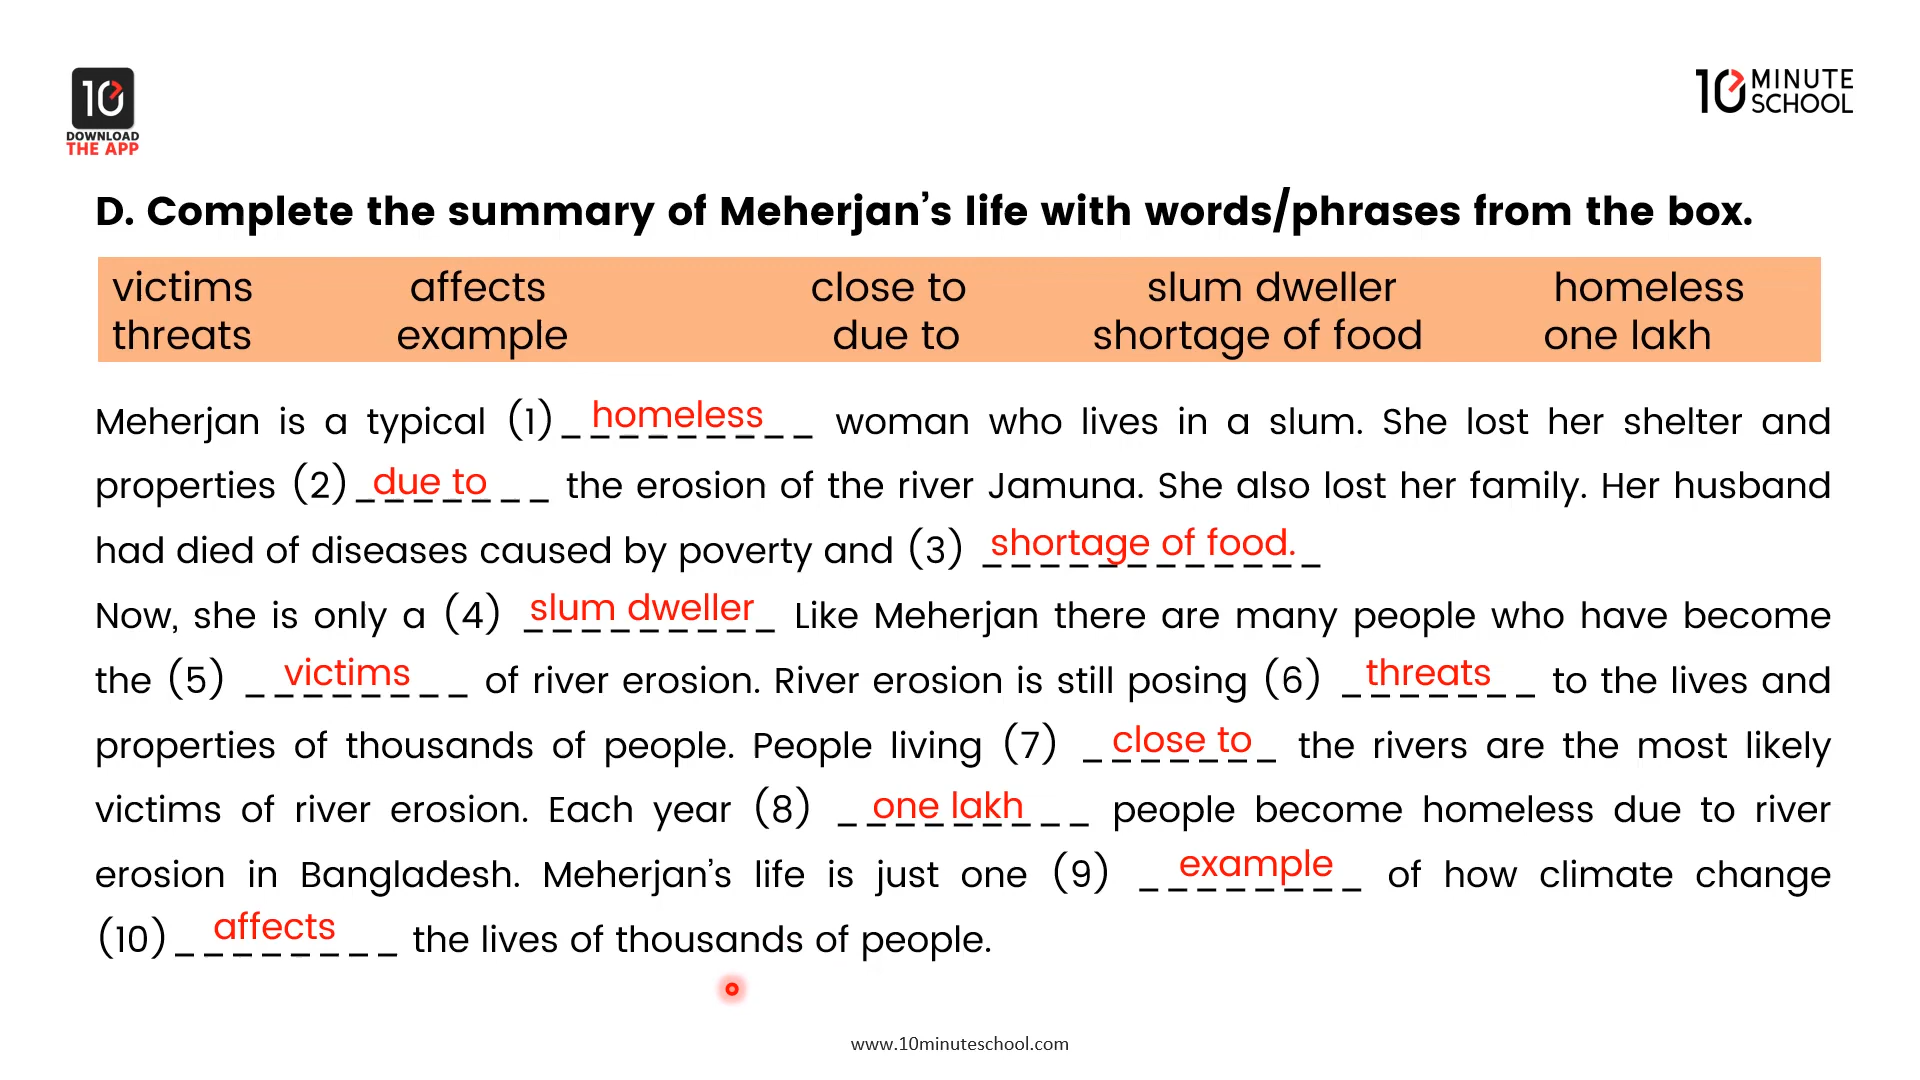 10 DOWNLOAD THE APP
10 MINUTE SCHOOL
D. Complete the summary of Meherjan’s life with words/phrases from the box.
victims affects close to slum dweller homeless
threats example due to shortage of food one lakh
Meherjan is a typical (1)_ homeless _ woman who lives in a slum. She lost her shelter and
properties (2)_ due to _ the erosion of the river Jamuna. She also lost her family. Her husband
had died of diseases caused by poverty and (3) shortage of food.
Now, she is only a (4) slum dweller _ Like Meherjan there are many people who have become
the (5) _ victims _ of river erosion. River erosion is still posing (6) _ threats _ to the lives and
properties of thousands of people. People living (7) _ close to _ the rivers are the most likely
victims of river erosion. Each year (8) _ one lakh _ people become homeless due to river
erosion in Bangladesh. Meherjan’s life is just one (9) _ example _ of how climate change
(10)_ affects _ the lives of thousands of people.
www.10minuteschool.com